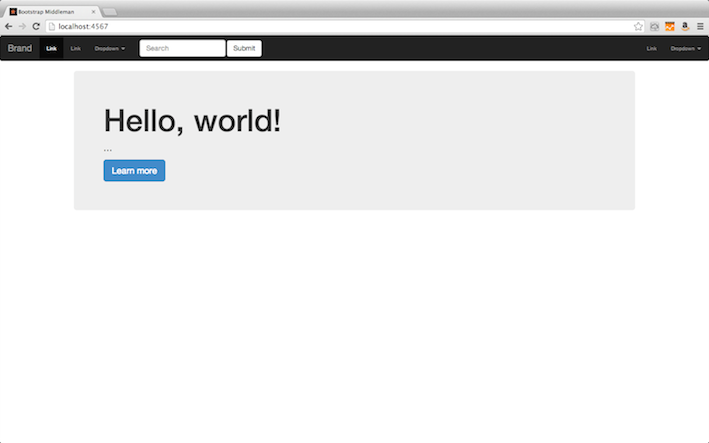 Bootstrap Middleman
localhost:4567
Brand Link Link Dropdown Search Submit Link Dropdown
Hello, world!
...
Learn more